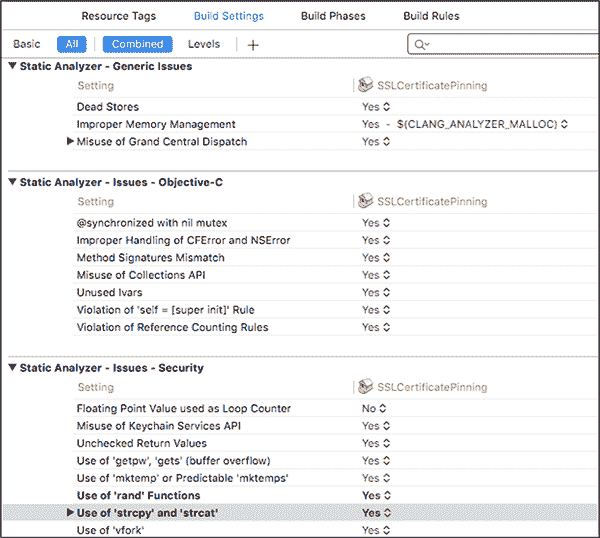 Resource Tags Build Settings Build Phases Build Rules
Basic All Combined Levels +
Static Analyzer - Generic Issues
Setting SSLCertificatePinning
Dead Stores Yes
Improper Memory Management Yes - $(CLANG_ANALYZER_MALLOC)
Misuse of Grand Central Dispatch Yes
Static Analyzer - Issues - Objective-C
Setting SSLCertificatePinning
@synchronized with nil mutex Yes
Improper Handling of CFError and NSError Yes
Method Signatures Mismatch Yes
Misuse of Collections API Yes
Unused Ivars Yes
Violation of 'self = [super init]' Rule Yes
Violation of Reference Counting Rules Yes
Static Analyzer - Issues - Security
Setting SSLCertificatePinning
Floating Point Value used as Loop Counter No
Misuse of Keychain Services API Yes
Unchecked Return Values Yes
Use of 'getpw', 'gets' (buffer overflow) Yes
Use of 'mktemp' or Predictable 'mktemps' Yes
Use of 'rand' Functions Yes
Use of 'strcpy' and 'strcat' Yes
Use of 'vfork' Yes